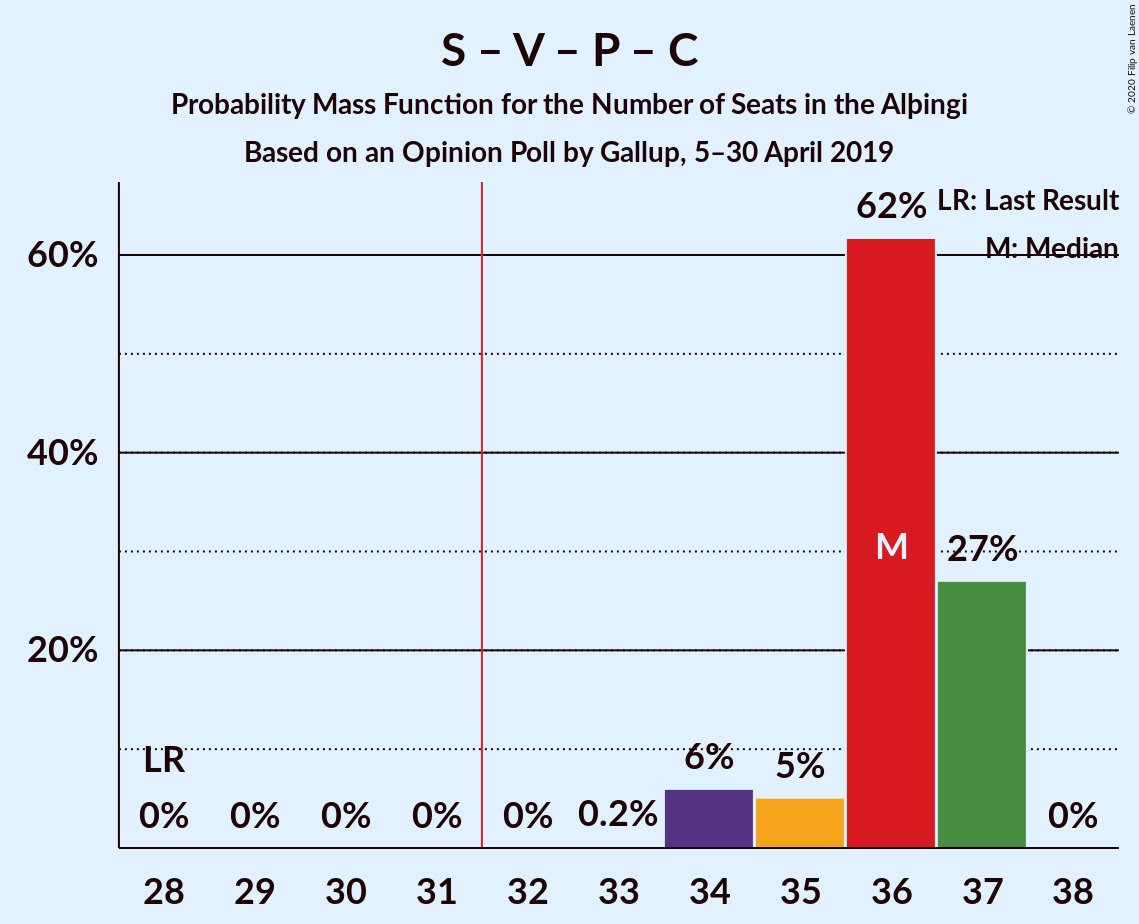 S – V – P – C
Probability Mass Function for the Number of Seats in the Alþingi
Based on an Opinion Poll by Gallup, 5–30 April 2019
© 2020 Filip van Laenen
LR: Last Result
M: Median
60%
40%
20%
62%
M
27%
LR
6%
5%
0%
0%
0%
0%
0%
0.2%
0%
28 29 30 31 32 33 34 35 36 37 38